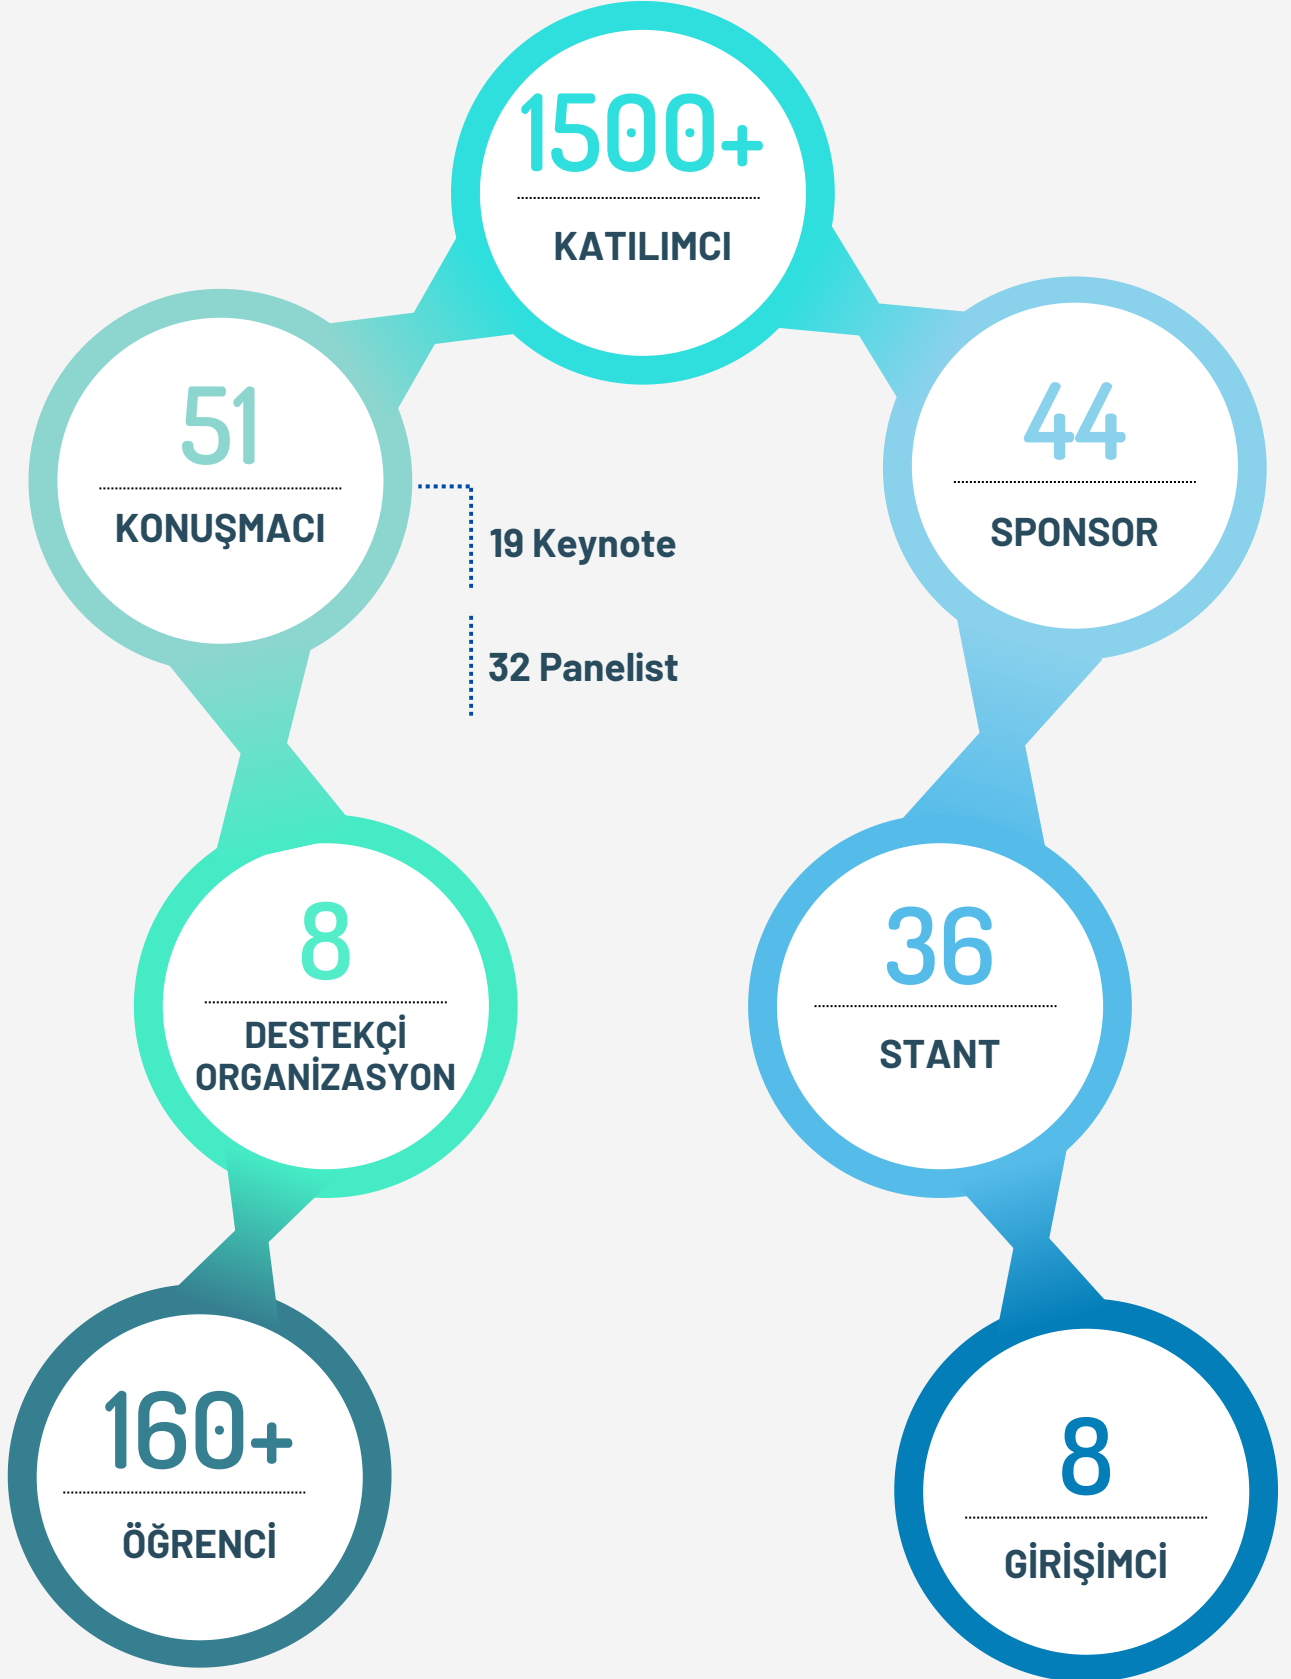 1500+
KATILIMCI
51
KONUŞMACI
19 Keynote
32 Panelist
44
SPONSOR
8
DESTEKÇİ
ORGANİZASYON
36
STANT
160+
ÖĞRENCİ
8
GİRİŞİMCİ